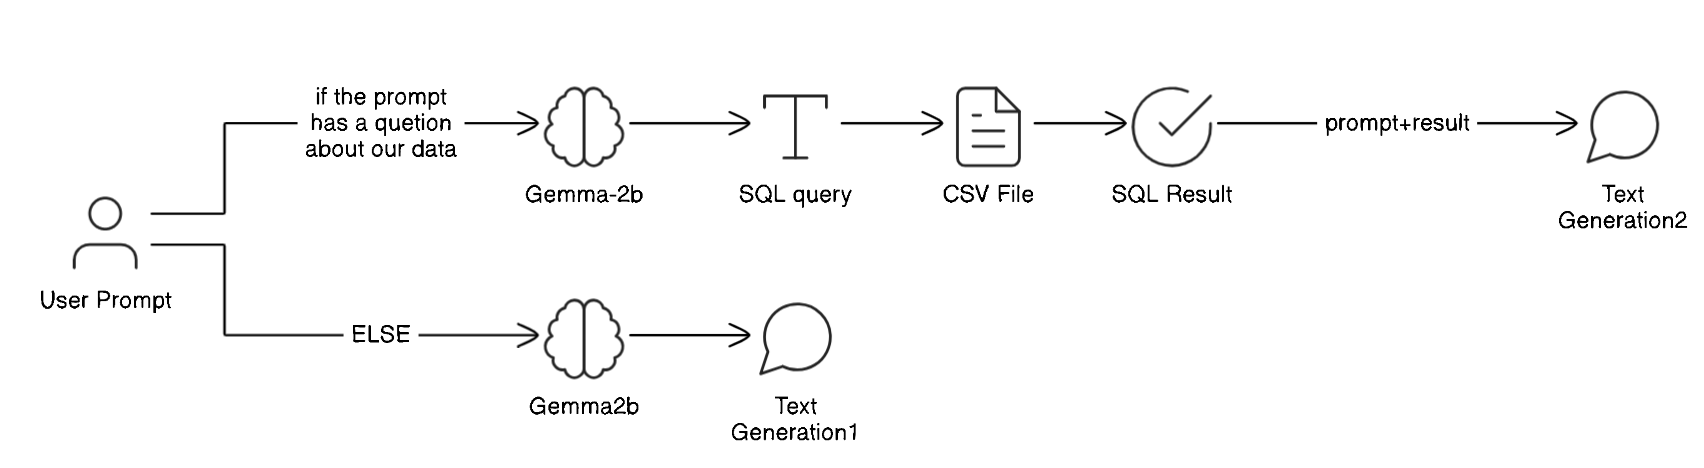 if the prompt
has a quetion
about our data
prompt+result
Gemma-2b
SQL query
CSV File
SQL Result
Text
Generation2
User Prompt
ELSE
Gemma2b
Text
Generation1